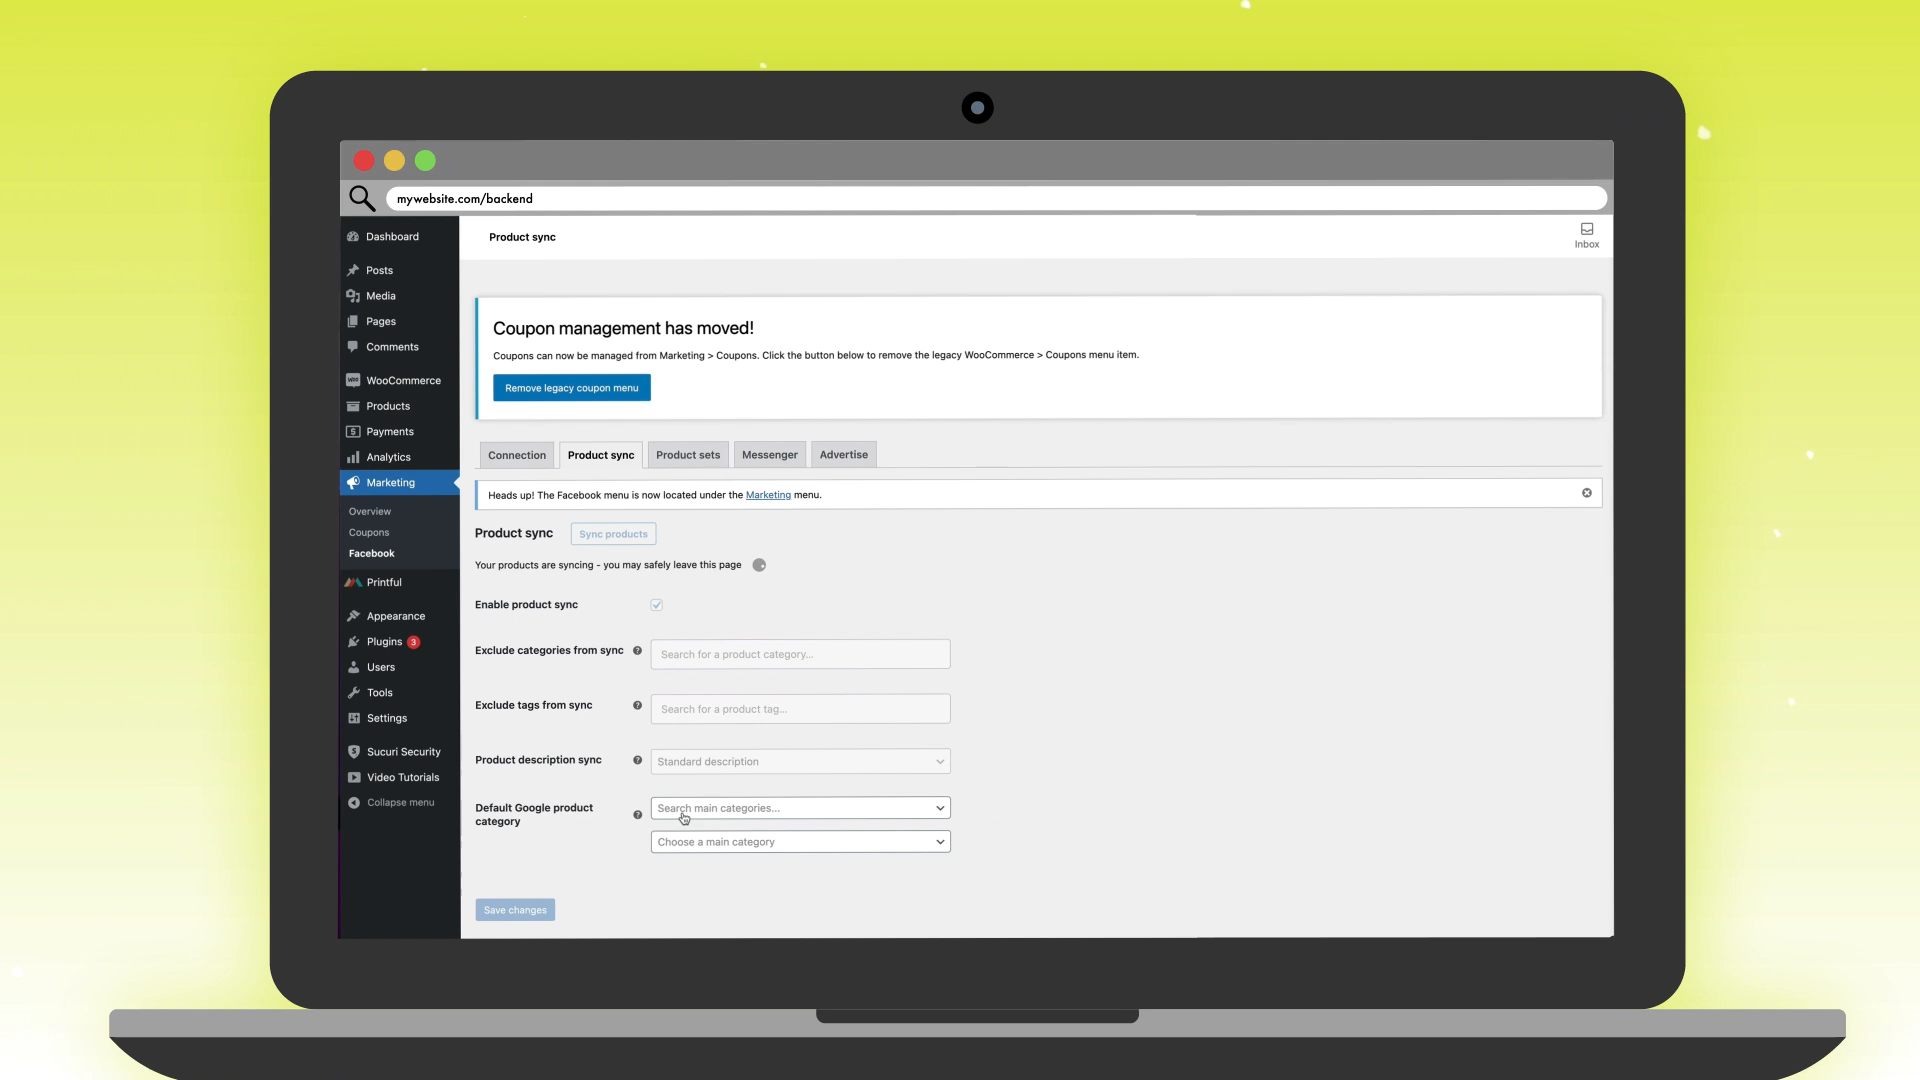 mywebsite.com/backend
Dashboard
Posts
Media
Pages
Comments
WooCommerce
Products
Payments
Analytics
Marketing
Overview
Coupons
Facebook
Printful
Appearance
Plugins 3
Users
Tools
Settings
Sucuri Security
Video Tutorials
Collapse menu
Product sync
Inbox
Coupon management has moved!
Coupons can now be managed from Marketing > Coupons. Click the button below to remove the legacy WooCommerce > Coupons menu item.
Remove legacy coupon menu
Connection Product sync Product sets Messenger Advertise
Heads up! The Facebook menu is now located under the Marketing menu.
Product sync Sync products
Your products are syncing - you may safely leave this page
Enable product sync
Exclude categories from sync ? Search for a product category...
Exclude tags from sync ? Search for a product tag...
Product description sync ? Standard description
Default Google product category ? Search main categories...
Choose a main category
Save changes